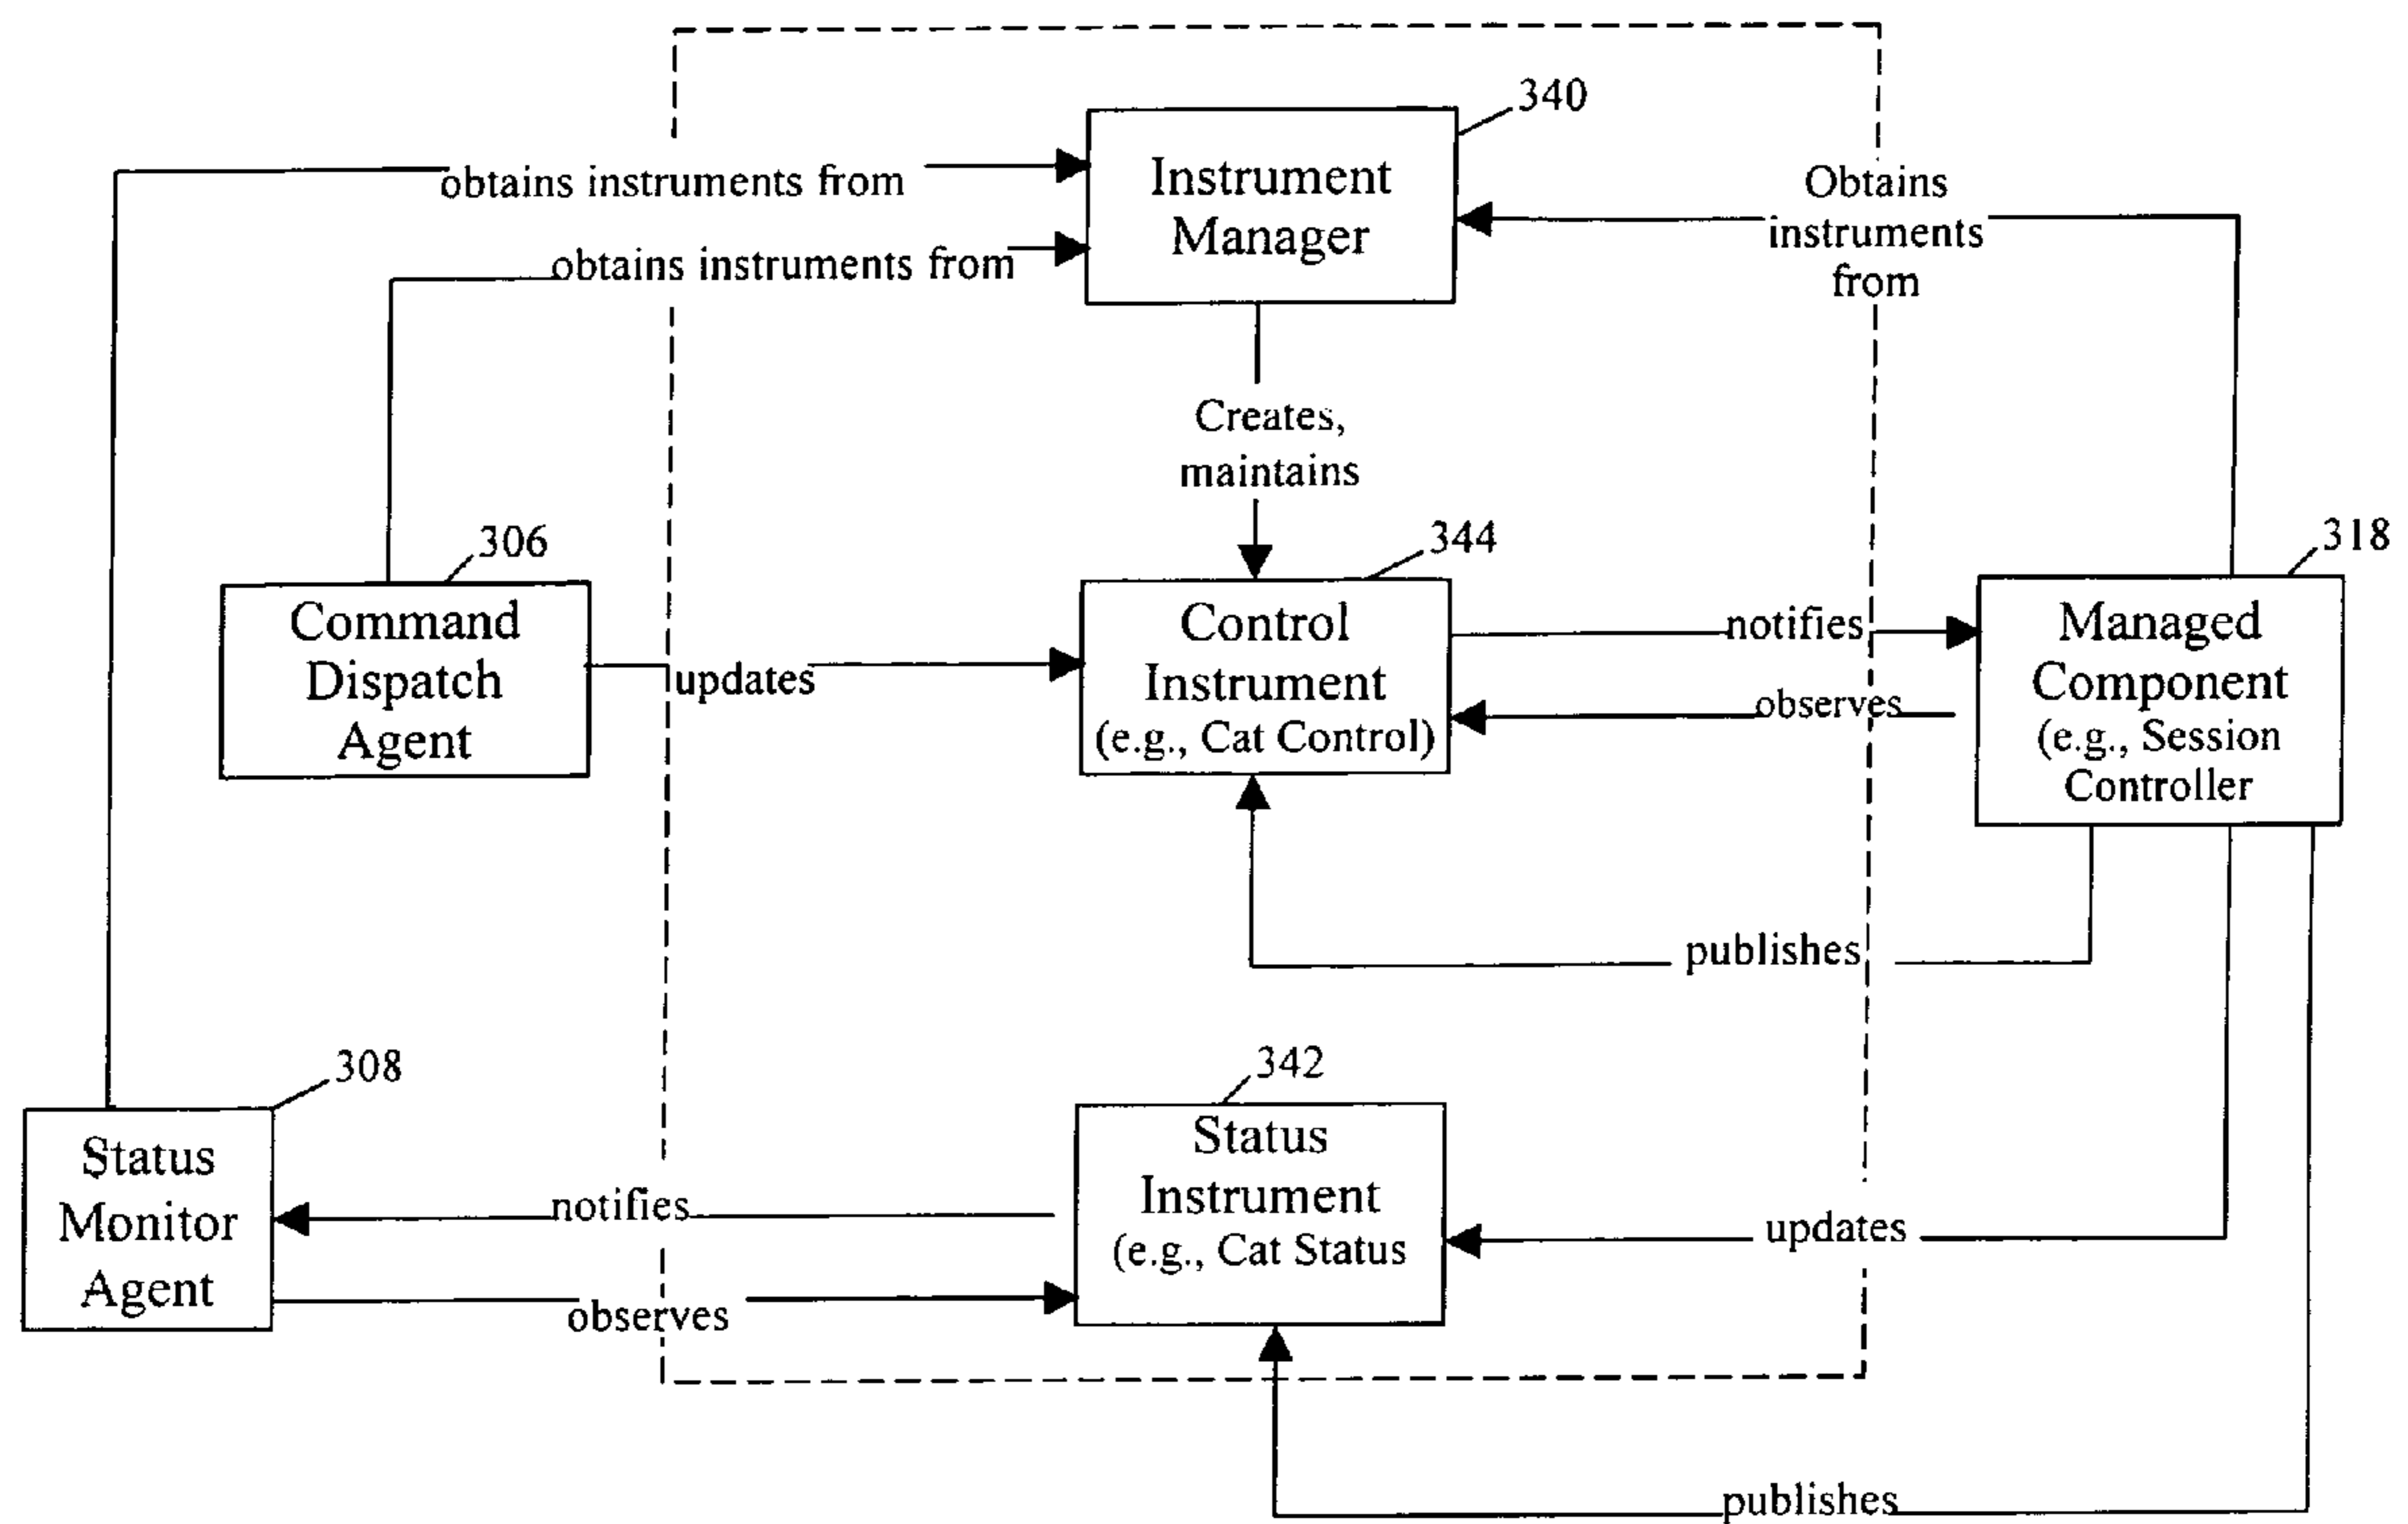 340
Instrument
Manager
obtains instruments from
obtains instruments from
Obtains
instruments
from
Creates,
maintains
306
Command
Dispatch
Agent
updates
344
Control
Instrument
(e.g., Cat Control)
notifies
observes
318
Managed
Component
(e.g., Session
Controller
publishes
308
Status
Monitor
Agent
notifies
observes
342
Status
Instrument
(e.g., Cat Status
updates
publishes